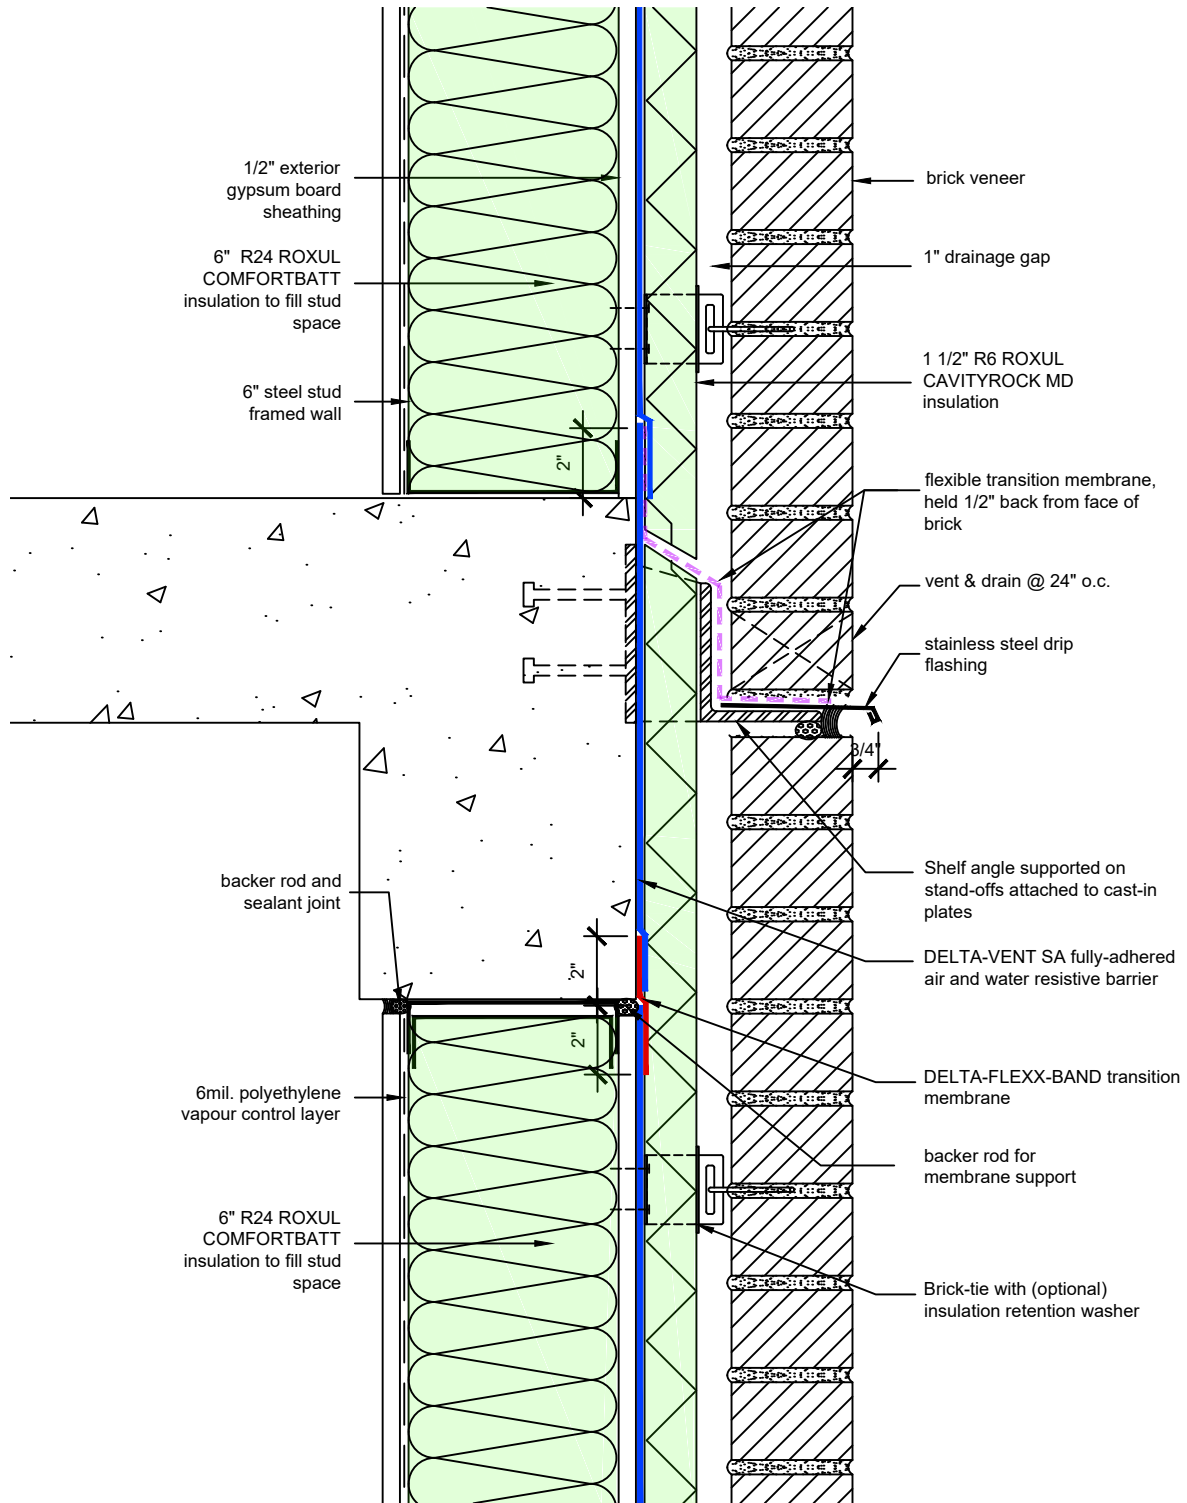 1/2" exterior
gypsum board
sheathing
6"  R24 ROXUL
COMFORTBATT
insulation to fill stud
space
6" steel stud
framed wall
2"
brick veneer
1" drainage gap
1 1/2" R6 ROXUL
CAVITYROCK MD
insulation
flexible transition membrane,
held 1/2" back from face of
brick
vent & drain @ 24" o.c.
stainless steel drip
flashing
3/4"
Shelf angle supported on
stand-offs attached to cast-in
plates
backer rod and
sealant joint
DELTA-VENT SA fully-adhered
air and water resistive barrier
2"
2"
DELTA-FLEXX-BAND transition
membrane
6mil. polyethylene
vapour control layer
backer rod for
membrane support
6" R24 ROXUL
COMFORTBATT
insulation to fill stud
space
Brick-tie with (optional)
insulation retention washer